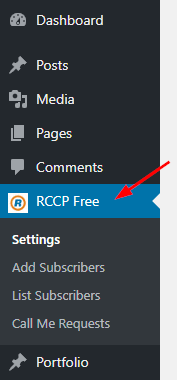 Dashboard
Posts
Media
Pages
Comments
RCCP Free
Settings
Add Subscribers
List Subscribers
Call Me Requests
Portfolio